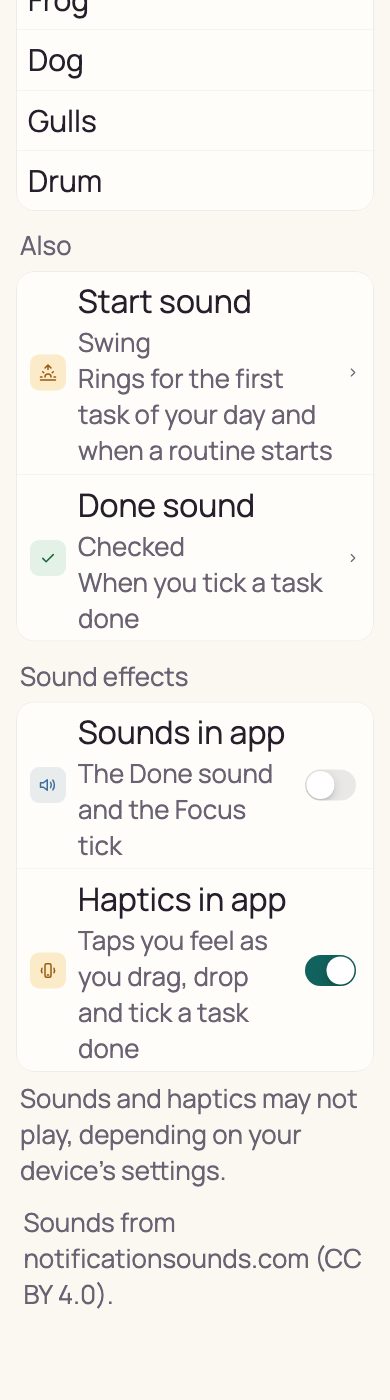 Frog
Dog
Gulls
Drum
Also
Start sound
Swing
Rings for the first
task of your day and
when a routine starts
Done sound
Checked
When you tick a task
done
Sound effects
Sounds in app
The Done sound
and the Focus
tick
Haptics in app
Taps you feel as
you drag, drop
and tick a task
done
Sounds and haptics may not
play, depending on your
device’s settings.
Sounds from
notificationsounds.com (CC
BY 4.0).